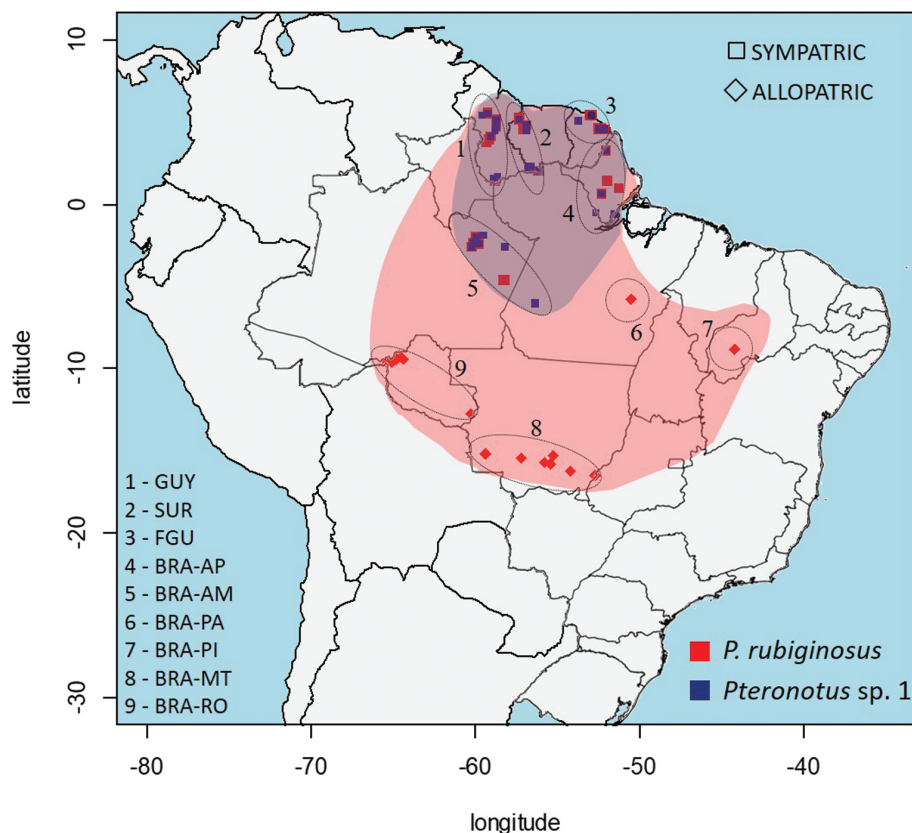 10
0
-10
-20
-30
latitude
□ SYMPATRIC
◇ ALLOPATRIC
1
2
3
4
5
6
7
8
9
1 - GUY
2 - SUR
3 - FGU
4 - BRA-AP
5 - BRA-AM
6 - BRA-PA
7 - BRA-PI
8 - BRA-MT
9 - BRA-RO
P. rubiginosus
Pteronotus sp. 1
-80 -70 -60 -50 -40
longitude